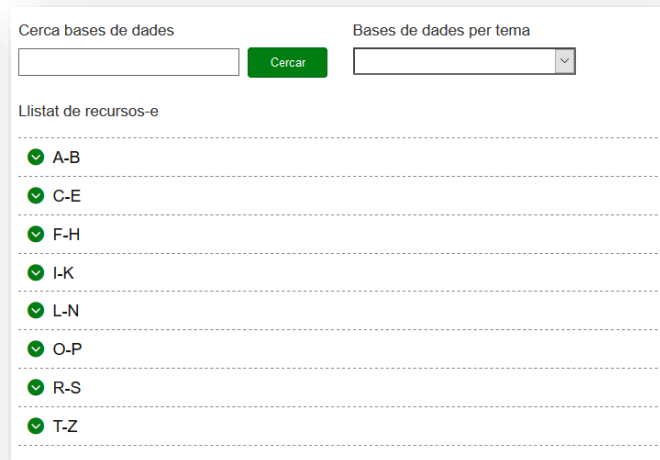 Cerca bases de dades
Bases de dades per tema
Cercar
Llistat de recursos-e
A-B
C-E
F-H
I-K
L-N
O-P
R-S
T-Z